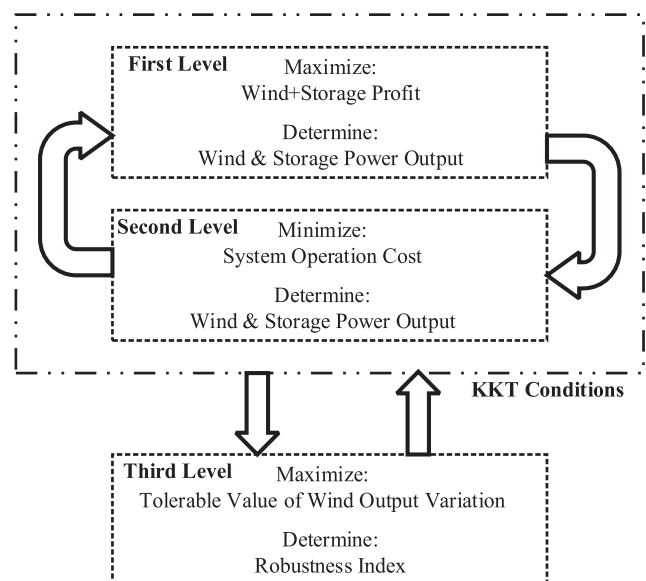 First Level Maximize:
Wind+Storage Profit
Determine:
Wind & Storage Power Output
Second Level Minimize:
System Operation Cost
Determine:
Wind & Storage Power Output
KKT Conditions
Third Level Maximize:
Tolerable Value of Wind Output Variation
Determine:
Robustness Index